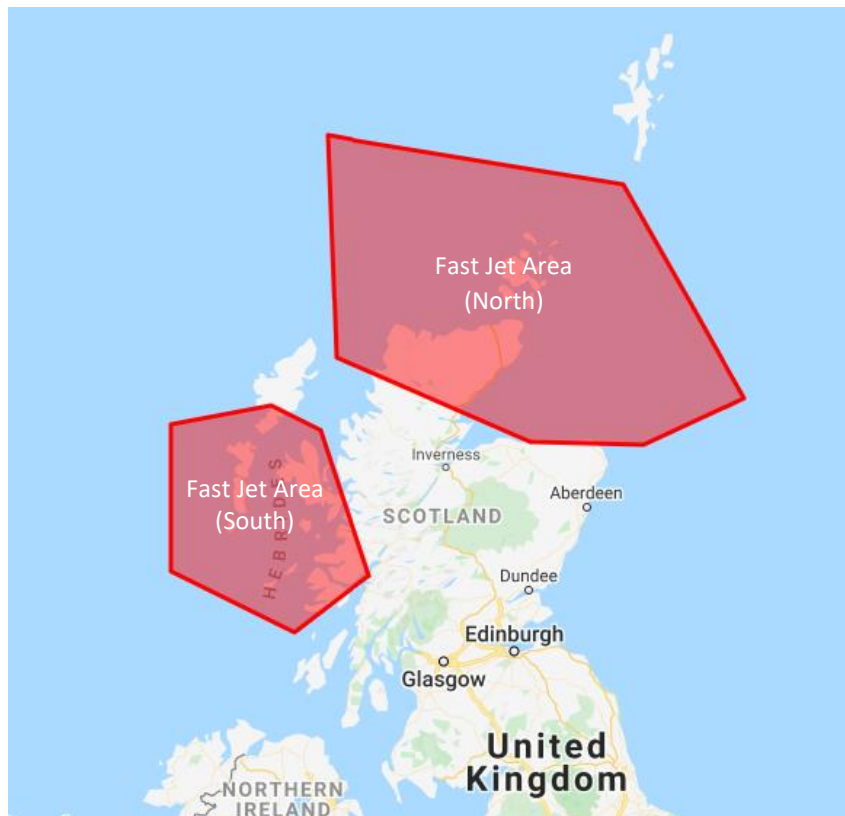 Fast Jet Area
(North)
Inverness
Fast Jet Area
(South)
HEBRIDES
Aberdeen
SCOTLAND
Dundee
Edinburgh
Glasgow
United
Kingdom
NORTHERN
IRELAND